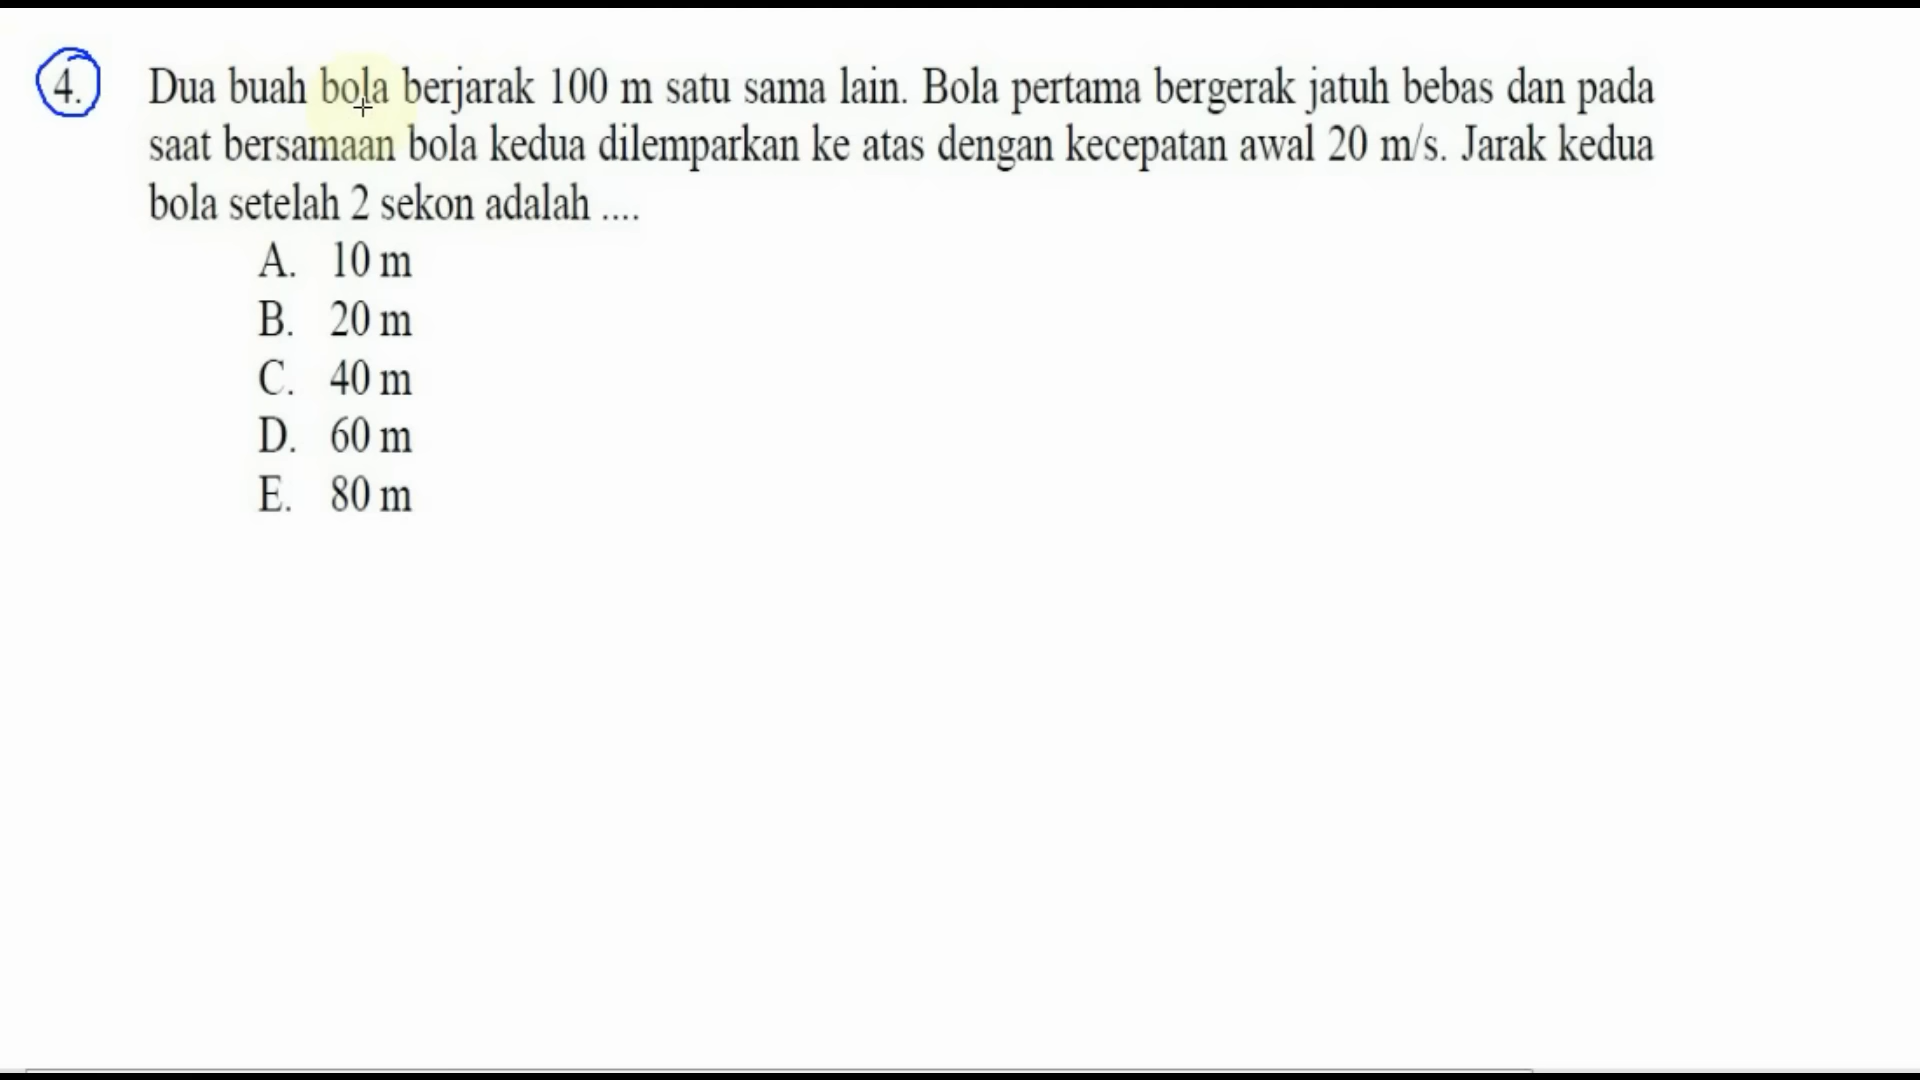 4. Dua buah bola berjarak 100 m satu sama lain. Bola pertama bergerak jatuh bebas dan pada
saat bersamaan bola kedua dilemparkan ke atas dengan kecepatan awal 20 m/s. Jarak kedua
bola setelah 2 sekon adalah ....
A. 10 m
B. 20 m
C. 40 m
D. 60 m
E. 80 m